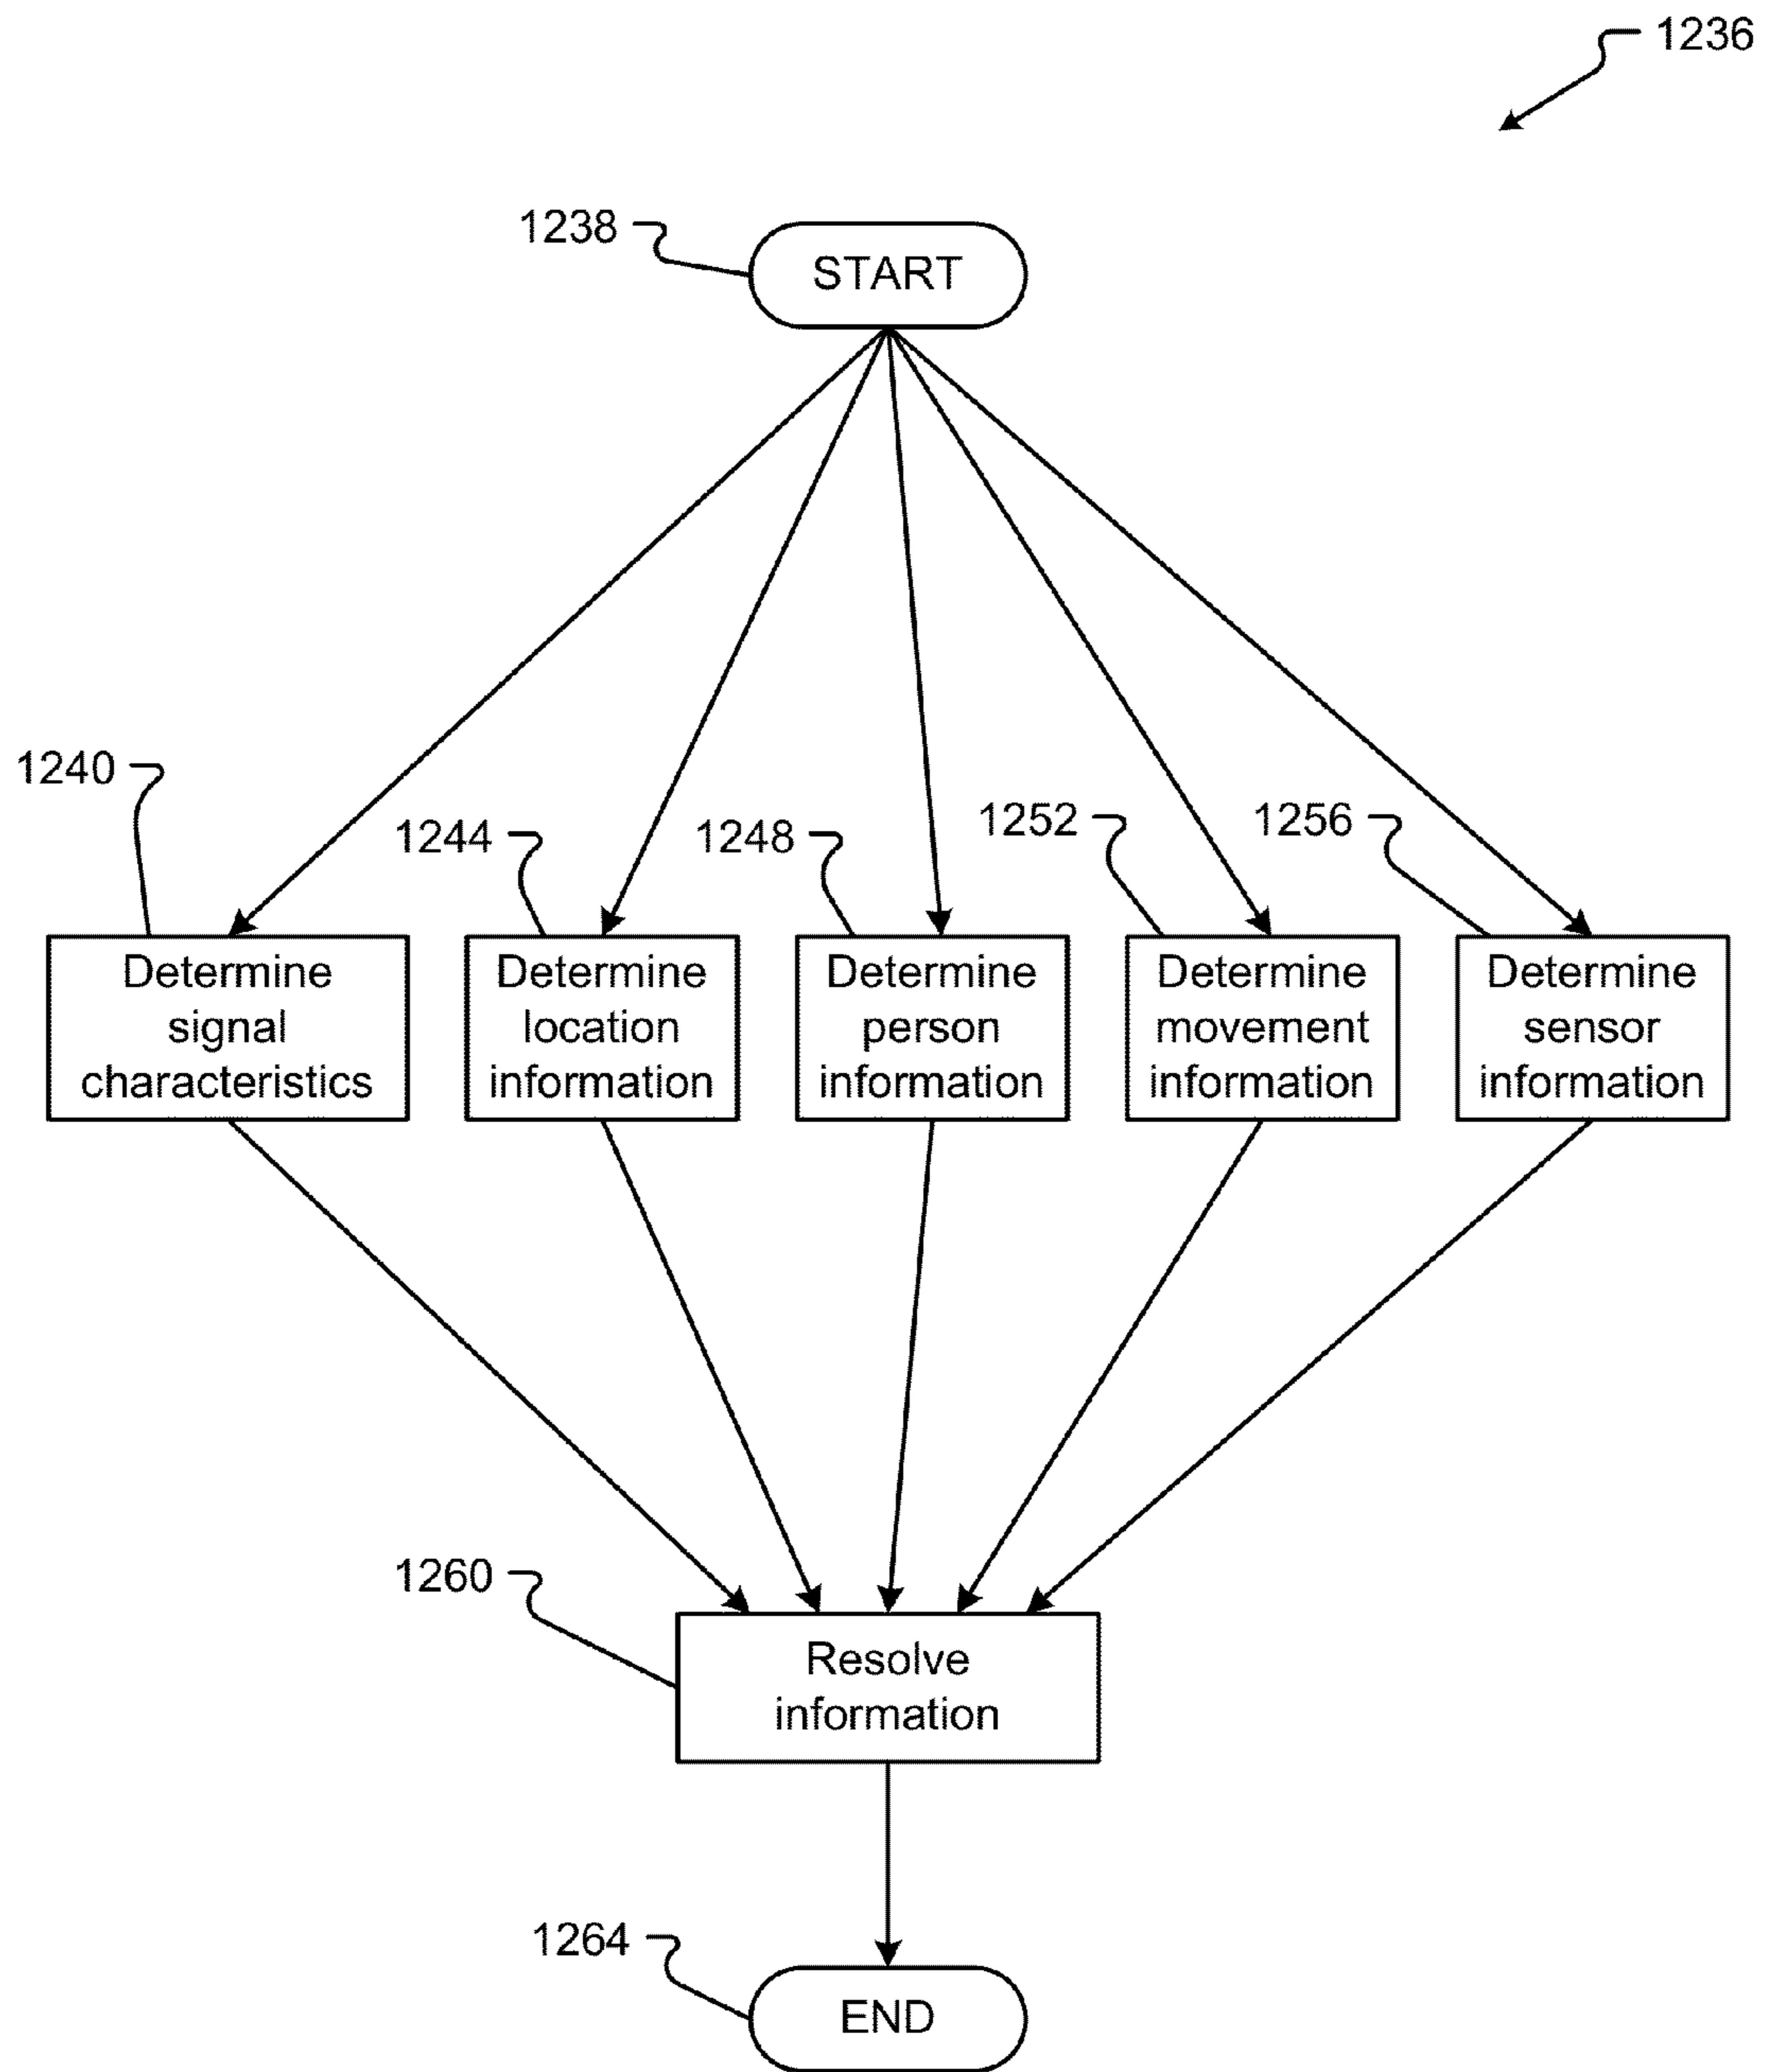 1236
1238
START
1240
1244
1248
1252
1256
Determine
signal
characteristics
Determine
location
information
Determine
person
information
Determine
movement
information
Determine
sensor
information
1260
Resolve
information
1264
END